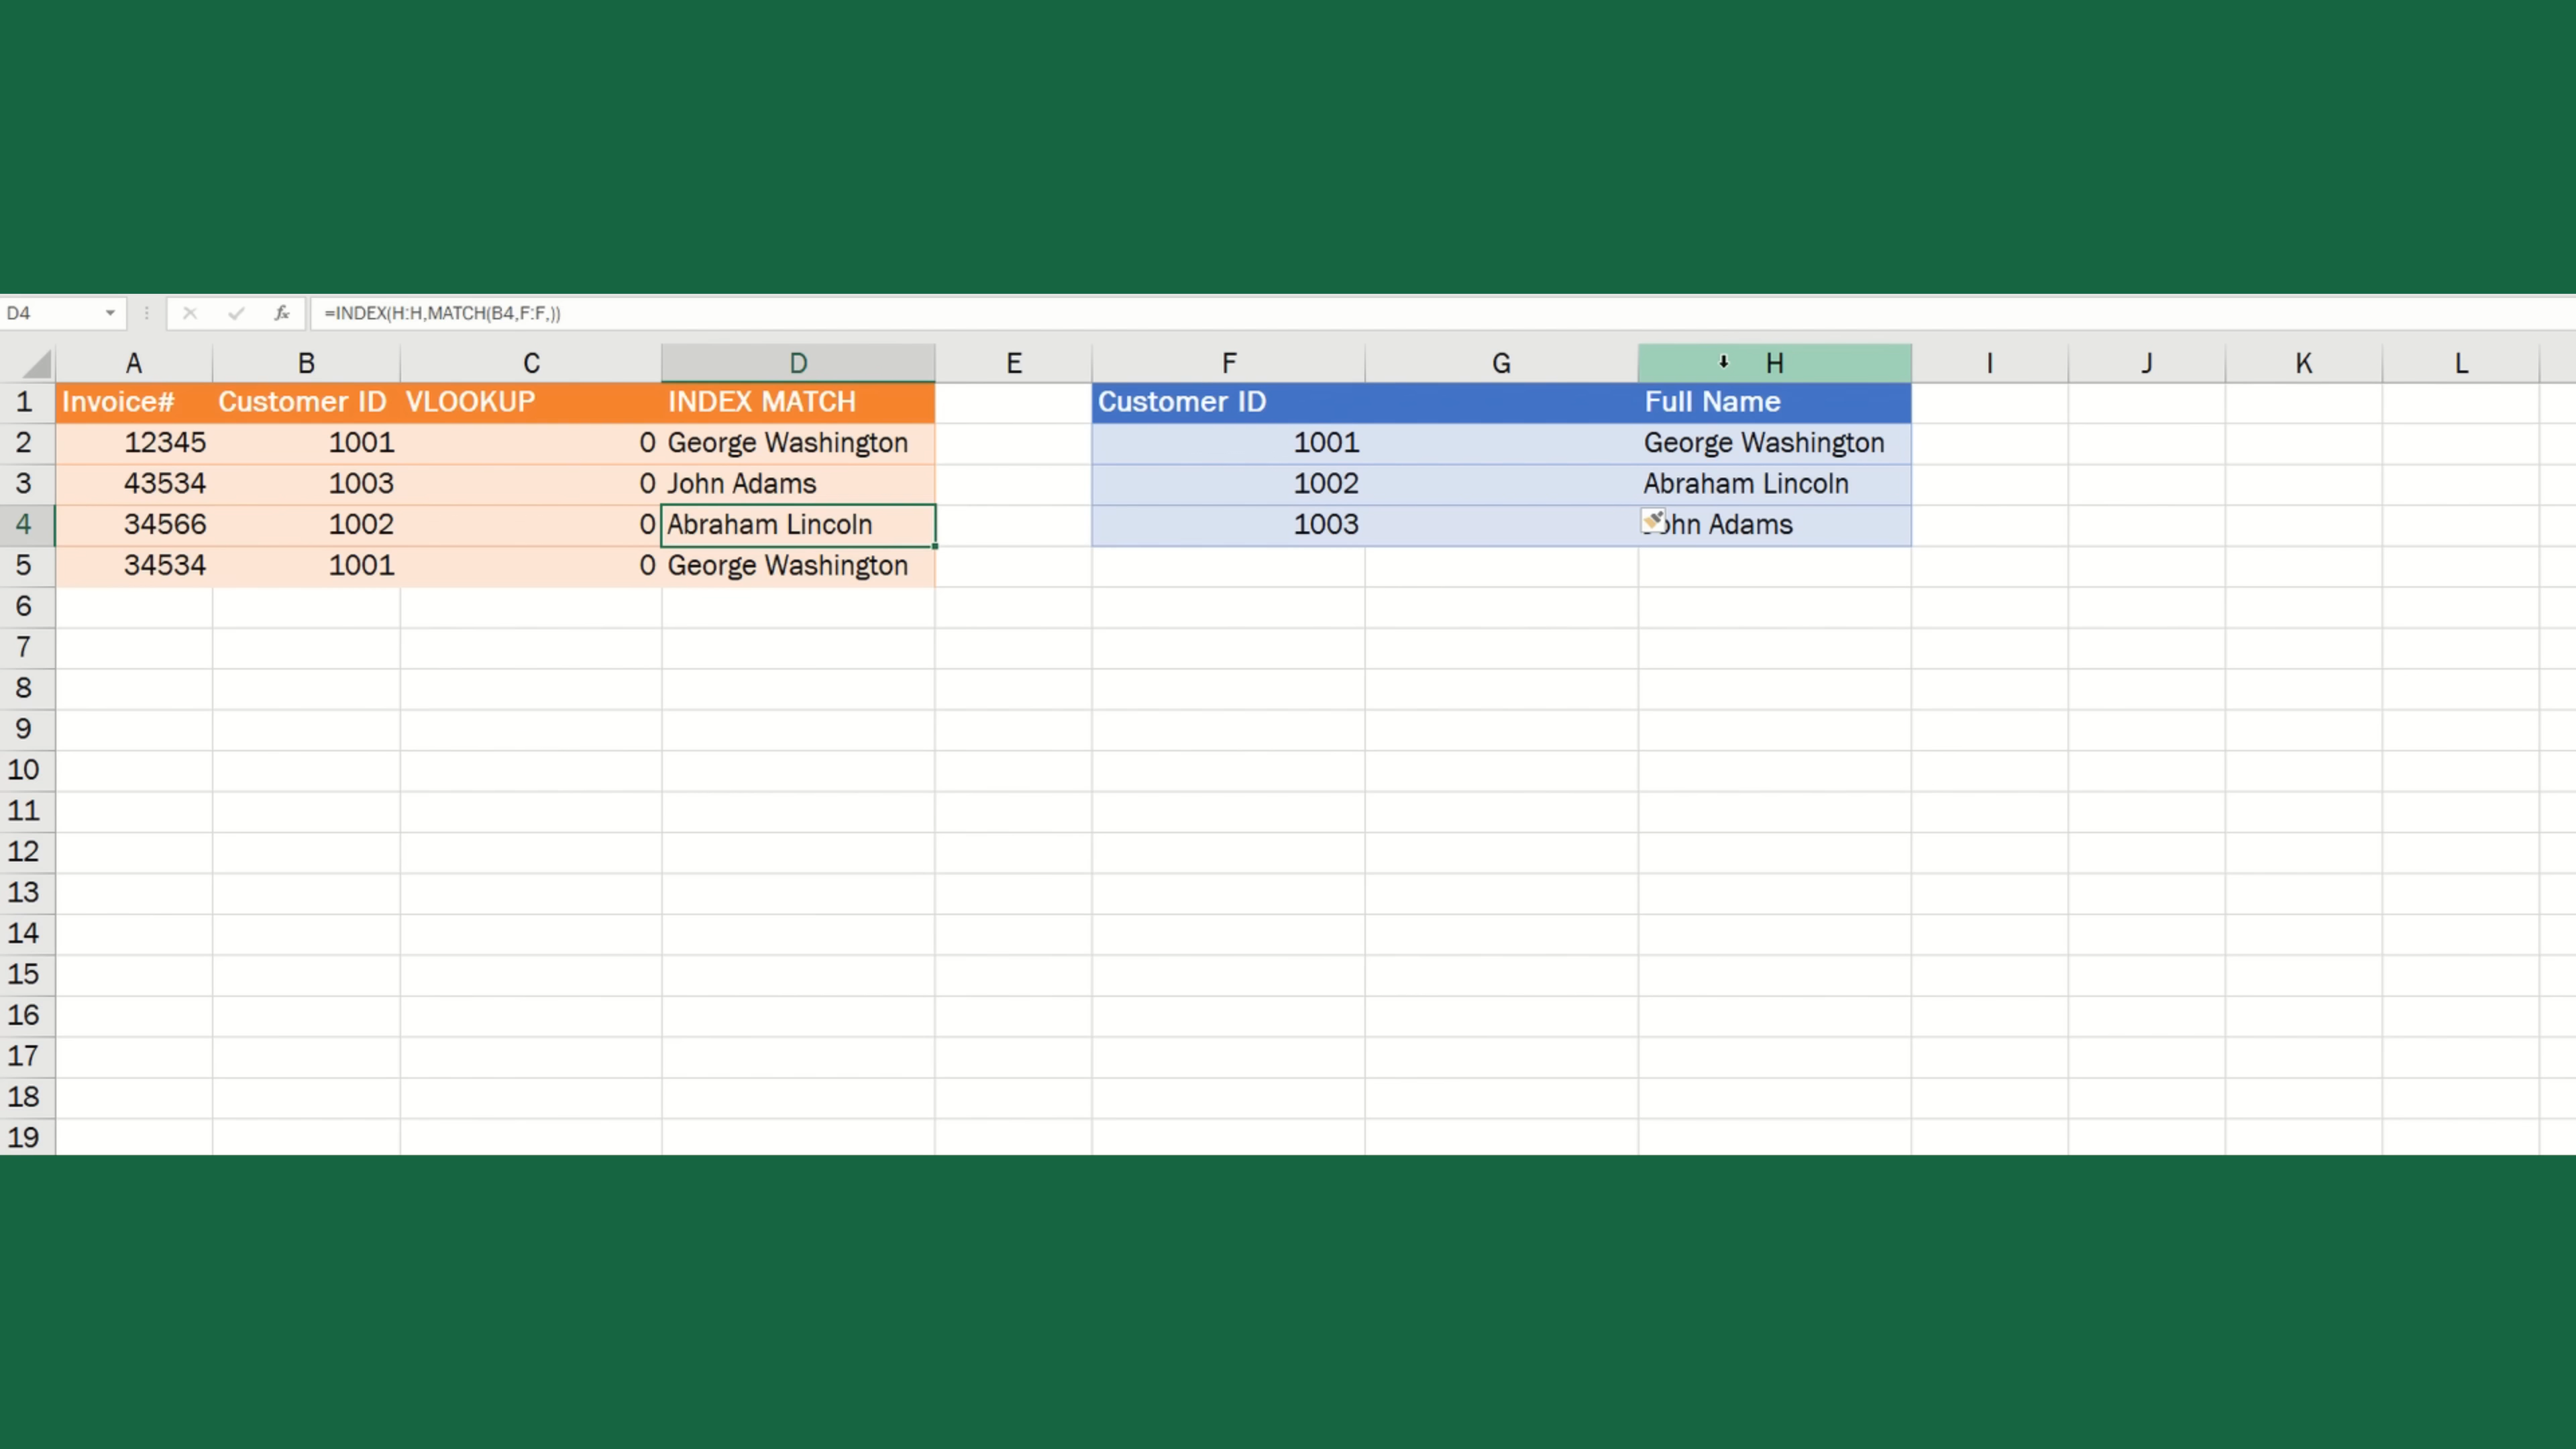 D4 fx =INDEX(H:H,MATCH(B4,F:F,))
A B C D E F G H I J K L
1 Invoice# Customer ID VLOOKUP INDEX MATCH Customer ID Full Name
2 12345 1001 0 George Washington 1001 George Washington
3 43534 1003 0 John Adams 1002 Abraham Lincoln
4 34566 1002 0 Abraham Lincoln 1003 John Adams
5 34534 1001 0 George Washington
6
7
8
9
10
11
12
13
14
15
16
17
18
19